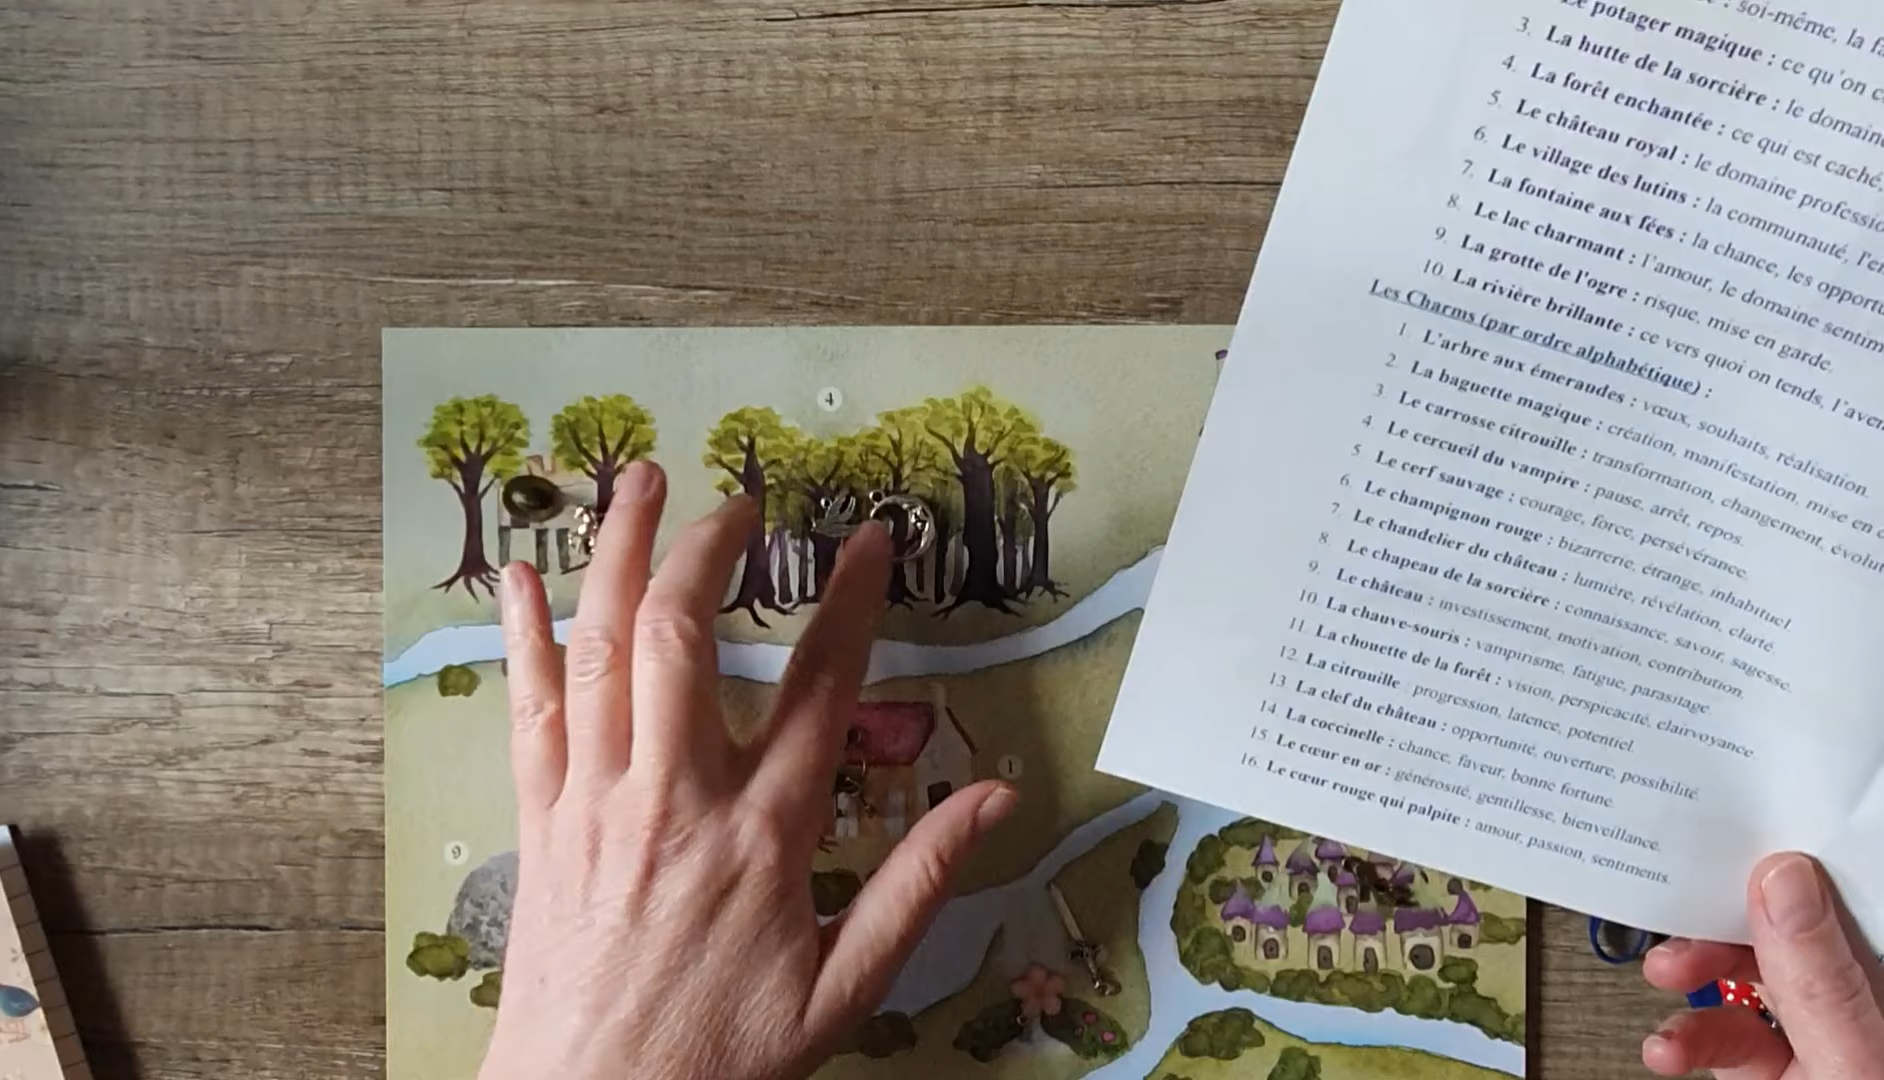 : soi-même, la
Le potager magique : ce qu'on
3. La hutte de la sorcière : le domaine
4. La forêt enchantée : ce qui est caché,
5. Le château royal : le domaine
6. Le village des lutins : la communauté,
7. La fontaine aux fées : la chance, les
8. Le lac charmant : l'amour, le domaine
9. La grotte de l'ogre : risque, mise en garde.
10. La rivière brillante : ce vers quoi on tends,
Les Charms (par ordre alphabétique) :
1. L'arbre aux émeraudes : vœux, souhaits, réalisation.
2. La baguette magique : création, manifestation, mise en
3. Le carrosse citrouille : transformation, changement,
4. Le cercueil du vampire : pause, arrêt, repos.
5. Le cerf sauvage : courage, force, persévérance.
6. Le champignon rouge : bizarrerie, étrange, inhabituel.
7. Le chandelier du château : lumière, révélation, clarté.
8. Le chapeau de la sorcière : connaissance, savoir, sagesse.
9. Le château : investissement, motivation, contribution.
10. La chauve-souris : vampirisme, fatigue, parasitage.
11. La chouette de la forêt : vision, perspicacité, clairvoyance.
12. La citrouille : progression, latence, potentiel.
13. La clef du château : opportunité, ouverture, possibilité.
14. La coccinelle : chance, faveur, bonne fortune.
15. Le cœur en or : générosité, gentillesse, bienveillance.
16. Le cœur rouge qui palpite : amour, passion, sentiments.
4
1
9